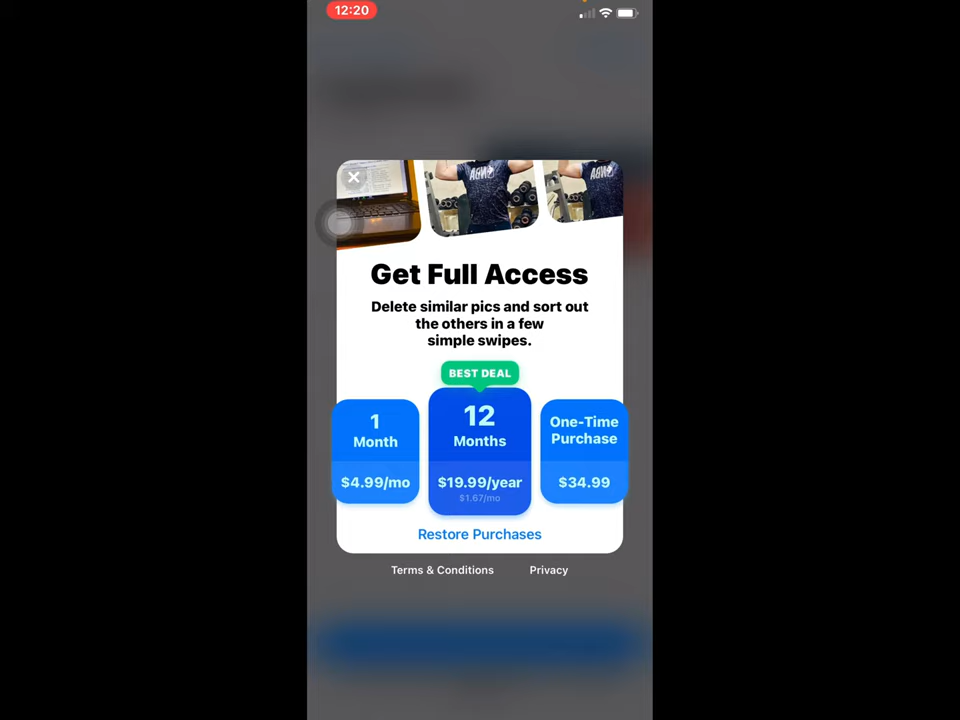 12:20
Get Full Access
Delete similar pics and sort out
the others in a few
simple swipes.
BEST DEAL
1
Month
$4.99/mo
12
Months
$19.99/year
$1.67/mo
One-Time
Purchase
$34.99
Restore Purchases
Terms & Conditions
Privacy